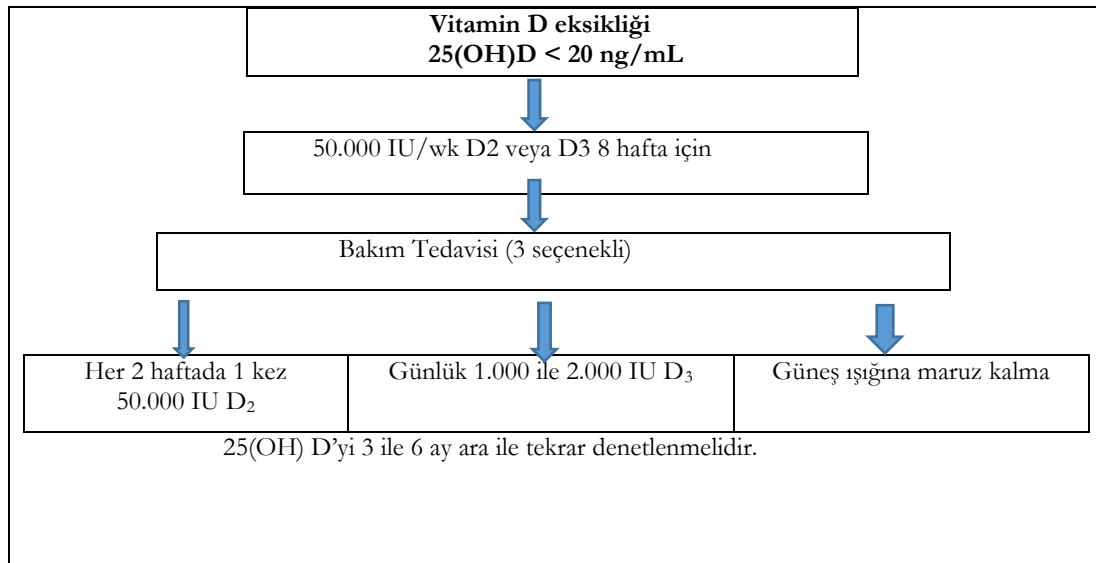 Vitamin D eksikliği
25(OH)D < 20 ng/mL
50.000 IU/wk D2 veya D3 8 hafta için
Bakım Tedavisi (3 seçenekli)
Her 2 haftada 1 kez
50.000 IU D₂
Günlük 1.000 ile 2.000 IU D₃
Güneş ışığına maruz kalma
25(OH) D’yi 3 ile 6 ay ara ile tekrar denetlenmelidir.